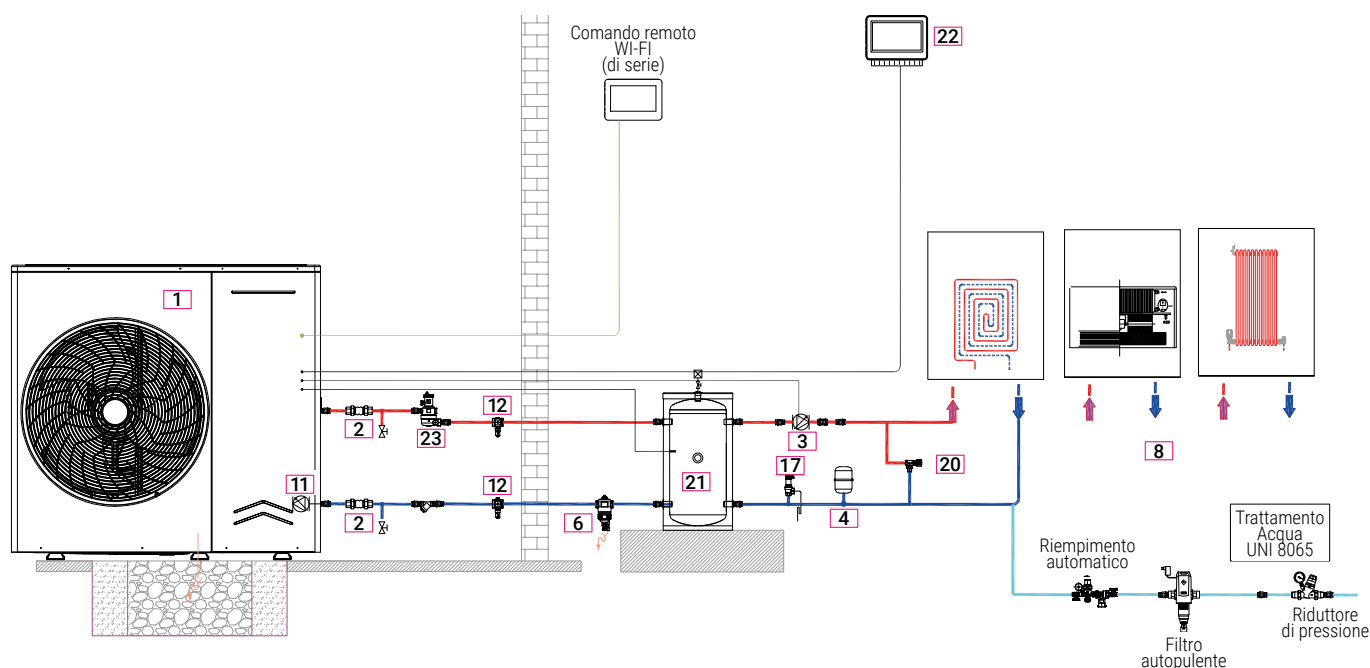 Comando remoto
WI-FI
(di serie)
22
1
12
2
23
3
20
17
8
11
12
21
2
6
4
Trattamento
Acqua
UNI 8065
Riempimento
automatico
Riduttore
di pressione
Filtro
autopulente